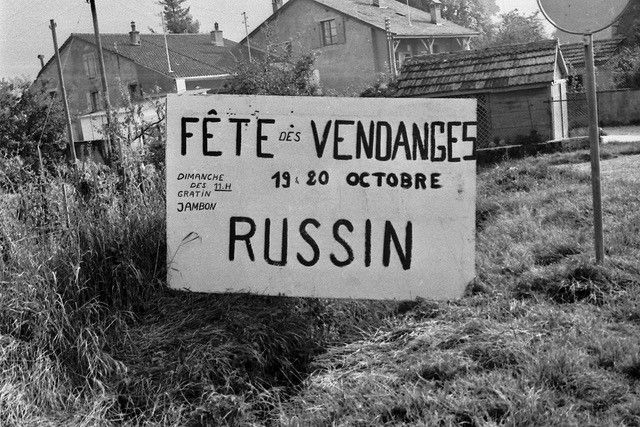 FÊTE DES VENDANGES
19 & 20 OCTOBRE
DIMANCHE
DES 11.H
GRATIN
JAMBON
RUSSIN